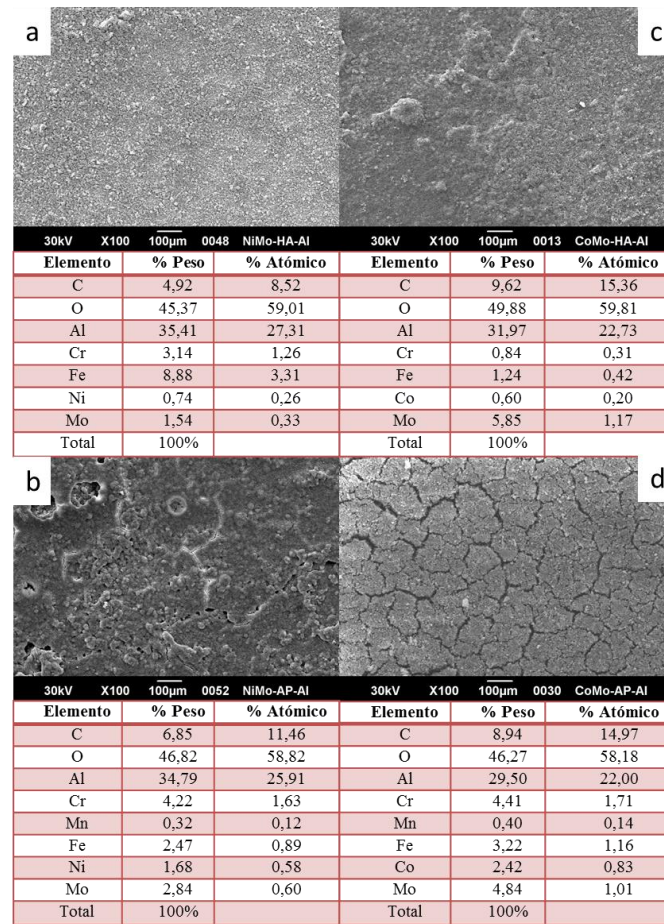 a
c
30kV X100 100µm 0048 NiMo-HA-Al
30kV X100 100µm 0013 CoMo-HA-Al
Elemento % Peso % Atómico Elemento % Peso % Atómico
C 4,92 8,52 C 9,62 15,36
O 45,37 59,01 O 49,88 59,81
Al 35,41 27,31 Al 31,97 22,73
Cr 3,14 1,26 Cr 0,84 0,31
Fe 8,88 3,31 Fe 1,24 0,42
Ni 0,74 0,26 Co 0,60 0,20
Mo 1,54 0,33 Mo 5,85 1,17
Total 100% Total 100%
b
d
30kV X100 100µm 0052 NiMo-AP-Al
30kV X100 100µm 0030 CoMo-AP-Al
Elemento % Peso % Atómico Elemento % Peso % Atómico
C 6,85 11,46 C 8,94 14,97
O 46,82 58,82 O 46,27 58,18
Al 34,79 25,91 Al 29,50 22,00
Cr 4,22 1,63 Cr 4,41 1,71
Mn 0,32 0,12 Mn 0,40 0,14
Fe 2,47 0,89 Fe 3,22 1,16
Ni 1,68 0,58 Co 2,42 0,83
Mo 2,84 0,60 Mo 4,84 1,01
Total 100% Total 100%